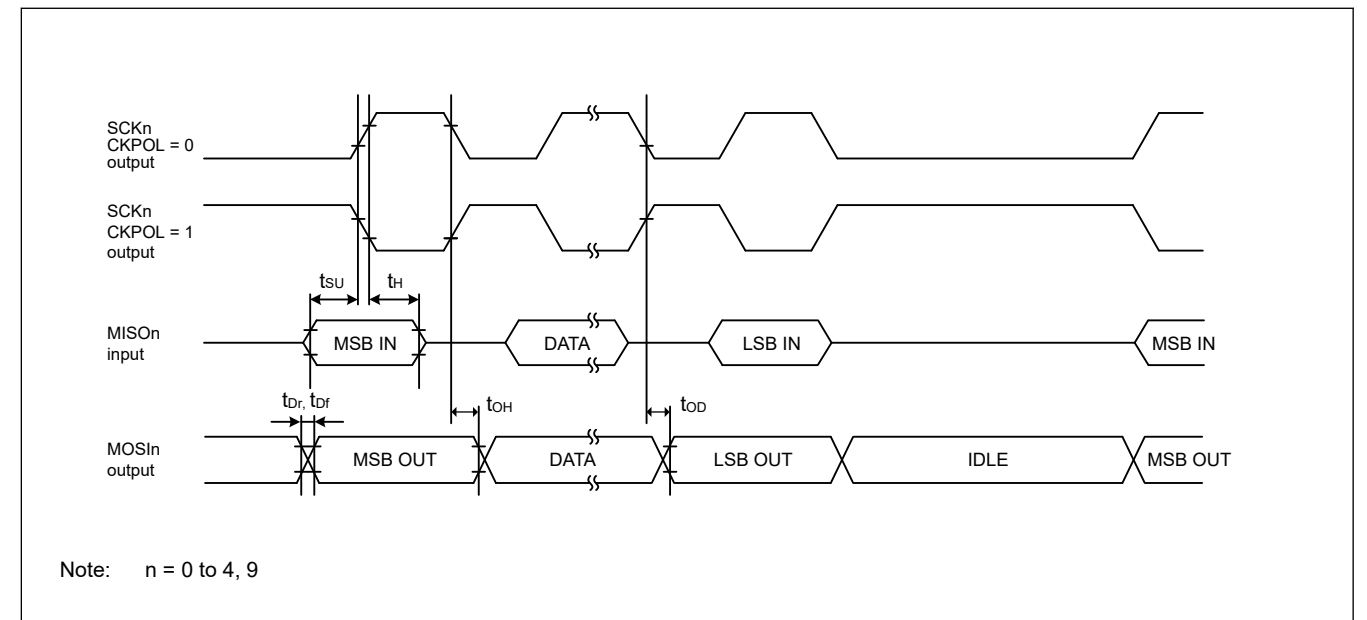 SCKn
CKPOL = 0
output
SCKn
CKPOL = 1
output
tSU
tH
MISOn
input
MSB IN
DATA
LSB IN
MSB IN
tDr, tDf
tOH
tOD
MOSIn
output
MSB OUT
DATA
LSB OUT
IDLE
MSB OUT
Note: n = 0 to 4, 9